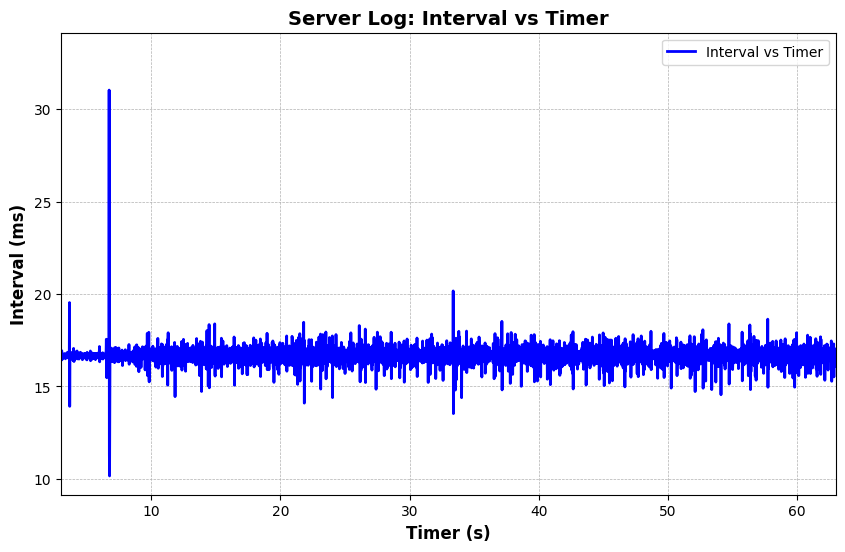 Server Log: Interval vs Timer
Interval vs Timer
Interval (ms)
30
25
20
15
10
10 20 30 40 50 60
Timer (s)